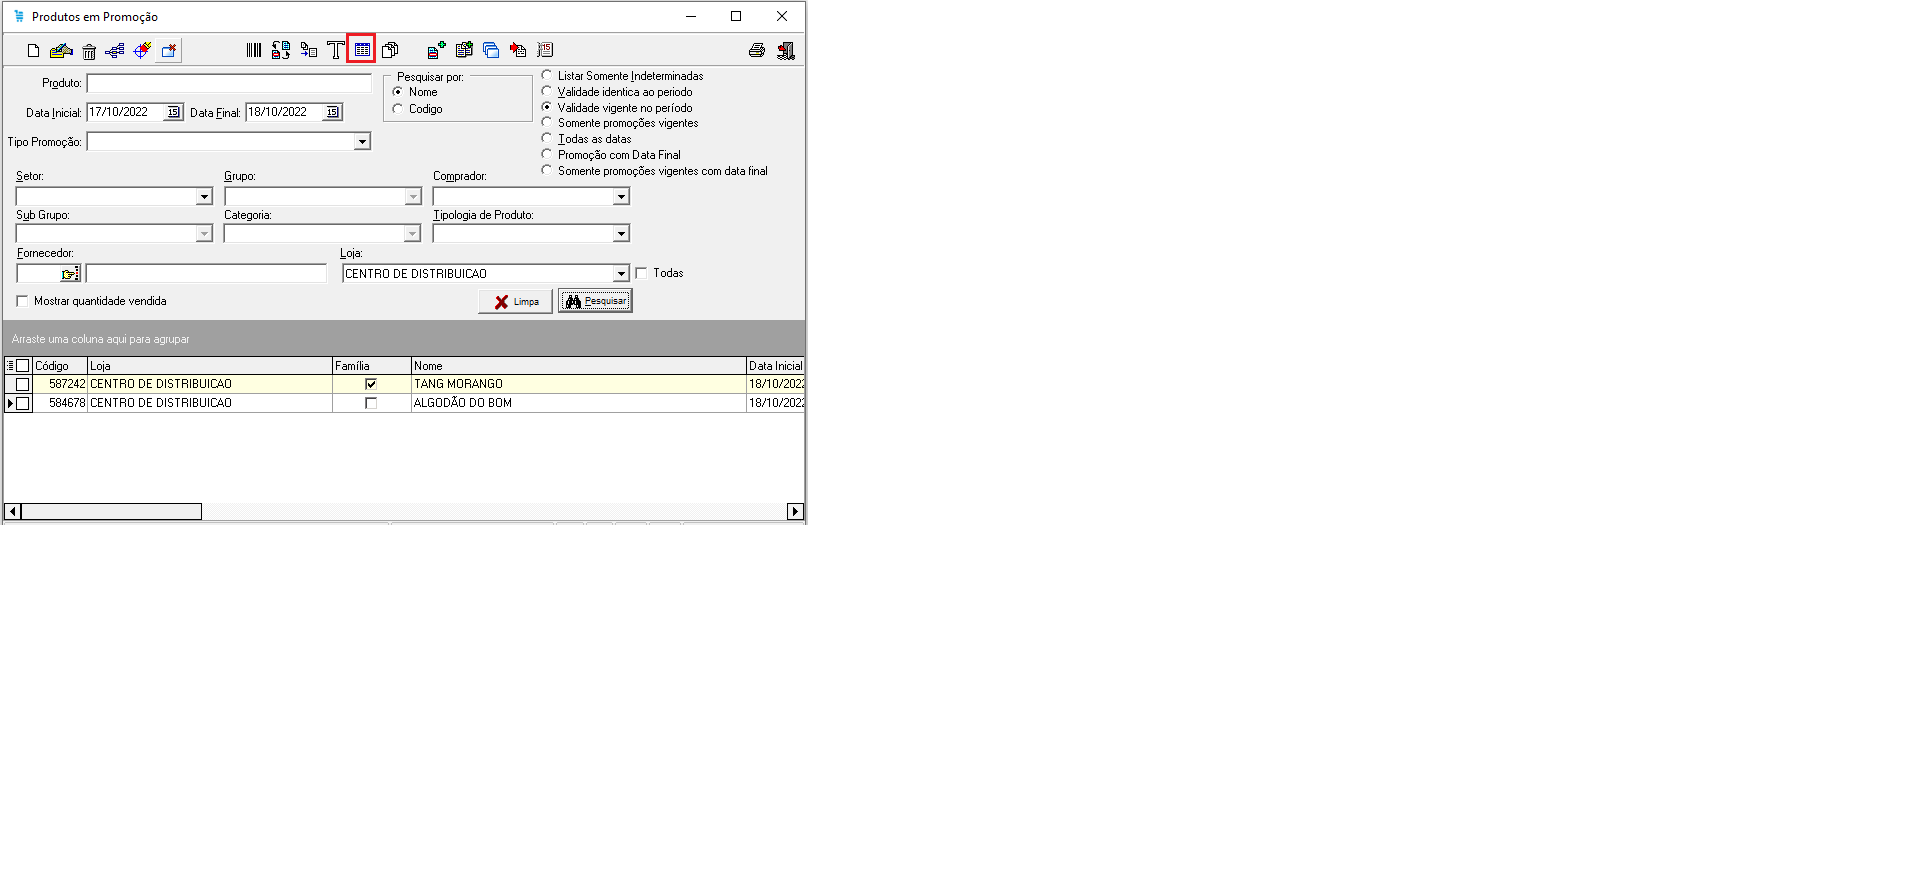 Produtos em Promoção
Produto:
Pesquisar por:
Nome
Codigo
Listar Somente Indeterminadas
Validade identica ao periodo
Validade vigente no período
Somente promoções vigentes
Todas as datas
Promoção com Data Final
Somente promoções vigentes com data final
Data Inicial: 17/10/2022 15 Data Final: 18/10/2022 15
Tipo Promoção:
Setor: Grupo: Comprador:
Sub Grupo: Categoria: Tipologia de Produto:
Fornecedor: Loja:
CENTRO DE DISTRIBUICAO Todas
Mostrar quantidade vendida Limpa Pesquisar
Arraste uma coluna aqui para agrupar
Código Loja Família Nome Data Inicial
587242 CENTRO DE DISTRIBUICAO TANG MORANGO 18/10/2022
584678 CENTRO DE DISTRIBUICAO ALGODÃO DO BOM 18/10/2022